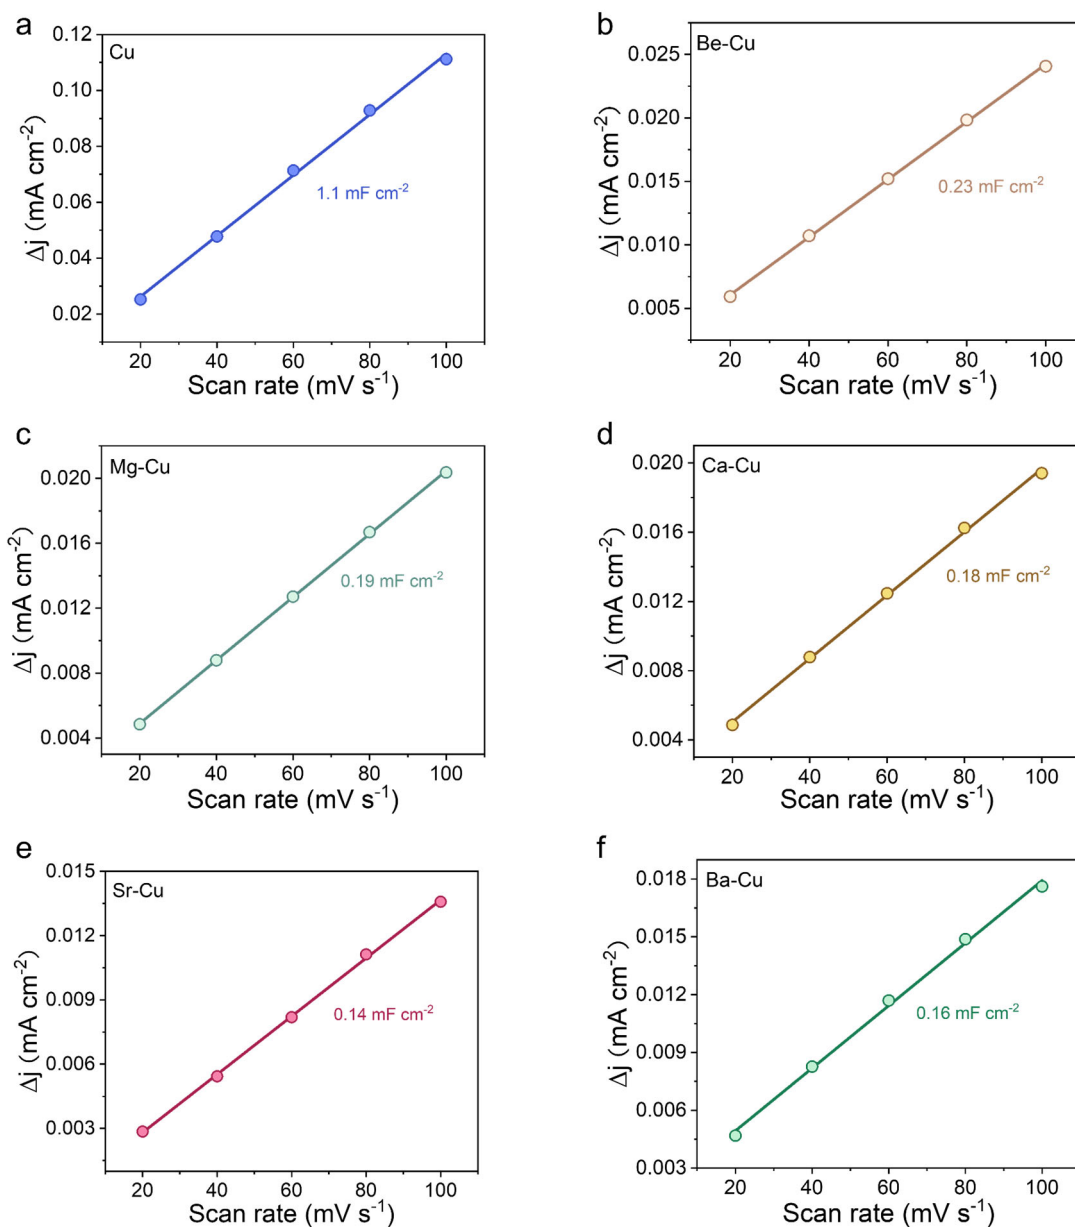 a
Cu
0.12
0.10
0.08
0.06
0.04
0.02
Δj (mA cm⁻²)
1.1 mF cm⁻²
20 40 60 80 100
Scan rate (mV s⁻¹)
b
Be-Cu
0.025
0.020
0.015
0.010
0.005
Δj (mA cm⁻²)
0.23 mF cm⁻²
20 40 60 80 100
Scan rate (mV s⁻¹)
c
Mg-Cu
0.020
0.016
0.012
0.008
0.004
Δj (mA cm⁻²)
0.19 mF cm⁻²
20 40 60 80 100
Scan rate (mV s⁻¹)
d
Ca-Cu
0.020
0.016
0.012
0.008
0.004
Δj (mA cm⁻²)
0.18 mF cm⁻²
20 40 60 80 100
Scan rate (mV s⁻¹)
e
Sr-Cu
0.015
0.012
0.009
0.006
0.003
Δj (mA cm⁻²)
0.14 mF cm⁻²
20 40 60 80 100
Scan rate (mV s⁻¹)
f
Ba-Cu
0.018
0.015
0.012
0.009
0.006
0.003
Δj (mA cm⁻²)
0.16 mF cm⁻²
20 40 60 80 100
Scan rate (mV s⁻¹)